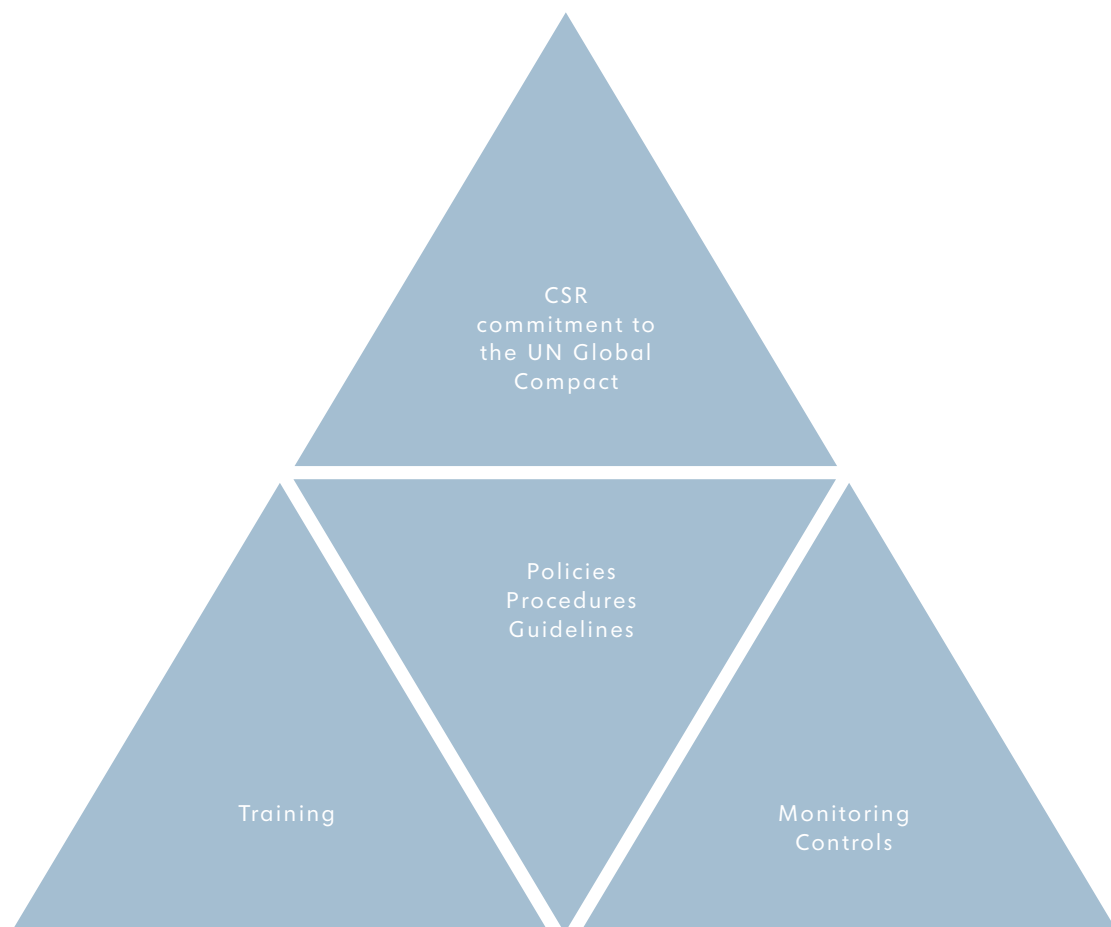 CSR
commitment to
the UN Global
Compact
Policies
Procedures
Guidelines
Training
Monitoring
Controls